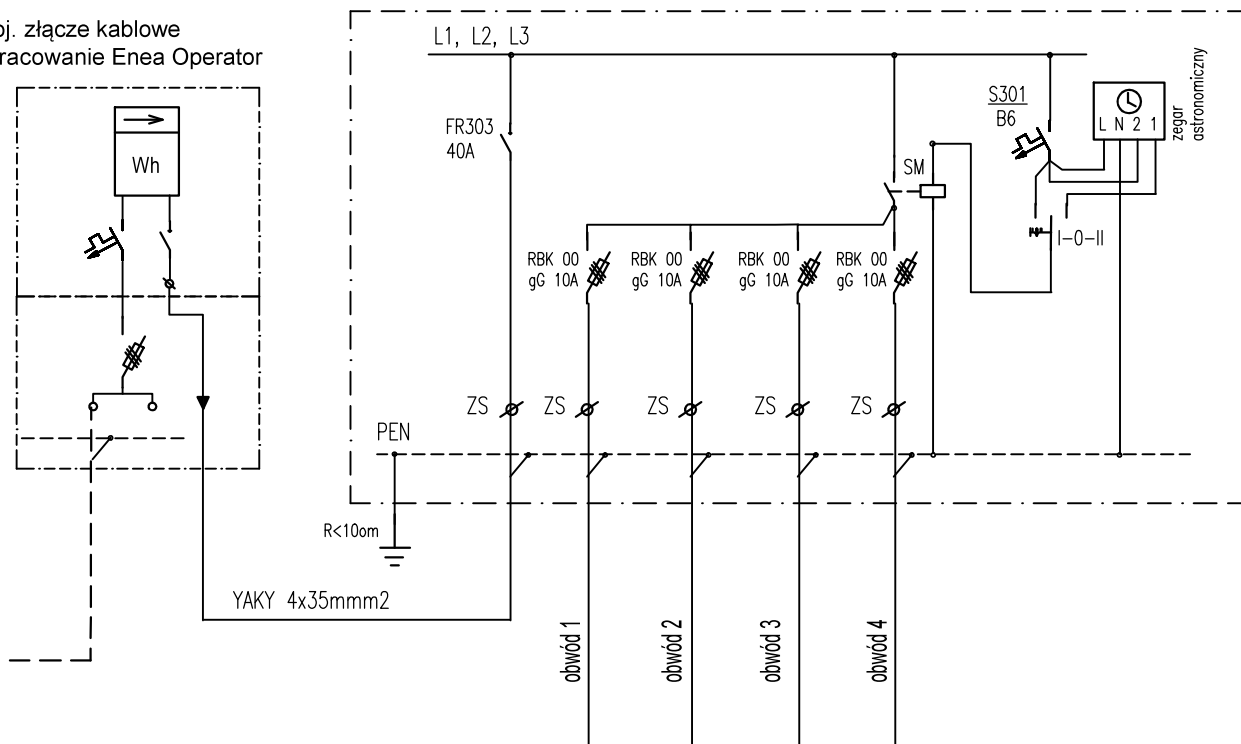 oj. złącze kablowe
racowanie Enea Operator
L1, L2, L3
FR303
40A
S301
B6
L N 2 1
zegar
astronomiczny
Wh
SM
I-0-II
RBK 00
gG 10A
RBK 00
gG 10A
RBK 00
gG 10A
RBK 00
gG 10A
ZS
ZS
ZS
ZS
ZS
PEN
R<10om
YAKY 4x35mmm2
obwód 1
obwód 2
obwód 3
obwód 4